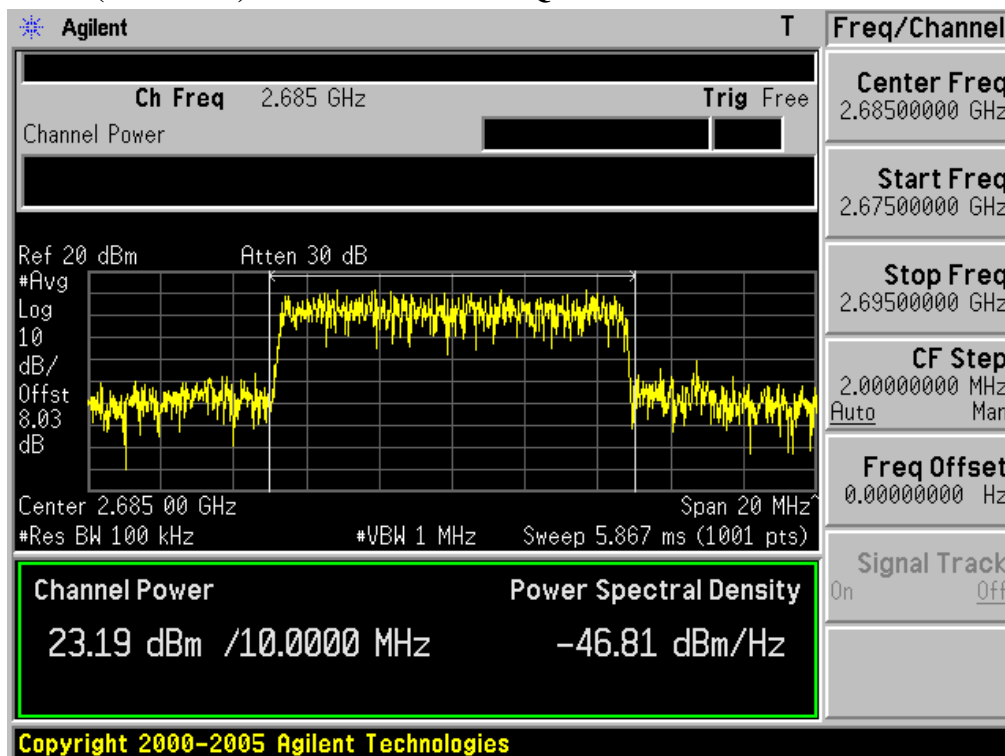 Agilent T
Freq/Channel
Ch Freq 2.685 GHz Trig Free
Channel Power
Center Freq
2.68500000 GHz
Start Freq
2.67500000 GHz
Stop Freq
2.69500000 GHz
CF Step
2.00000000 MHz
Auto Man
Freq Offset
0.00000000 Hz
Signal Track
On Off
Ref 20 dBm Atten 30 dB
#Avg
Log
10
dB/
Offst
8.03
dB
Center 2.685 00 GHz Span 20 MHz^
#Res BW 100 kHz #VBW 1 MHz Sweep 5.867 ms (1001 pts)
Channel Power Power Spectral Density
23.19 dBm /10.0000 MHz -46.81 dBm/Hz
Copyright 2000-2005 Agilent Technologies